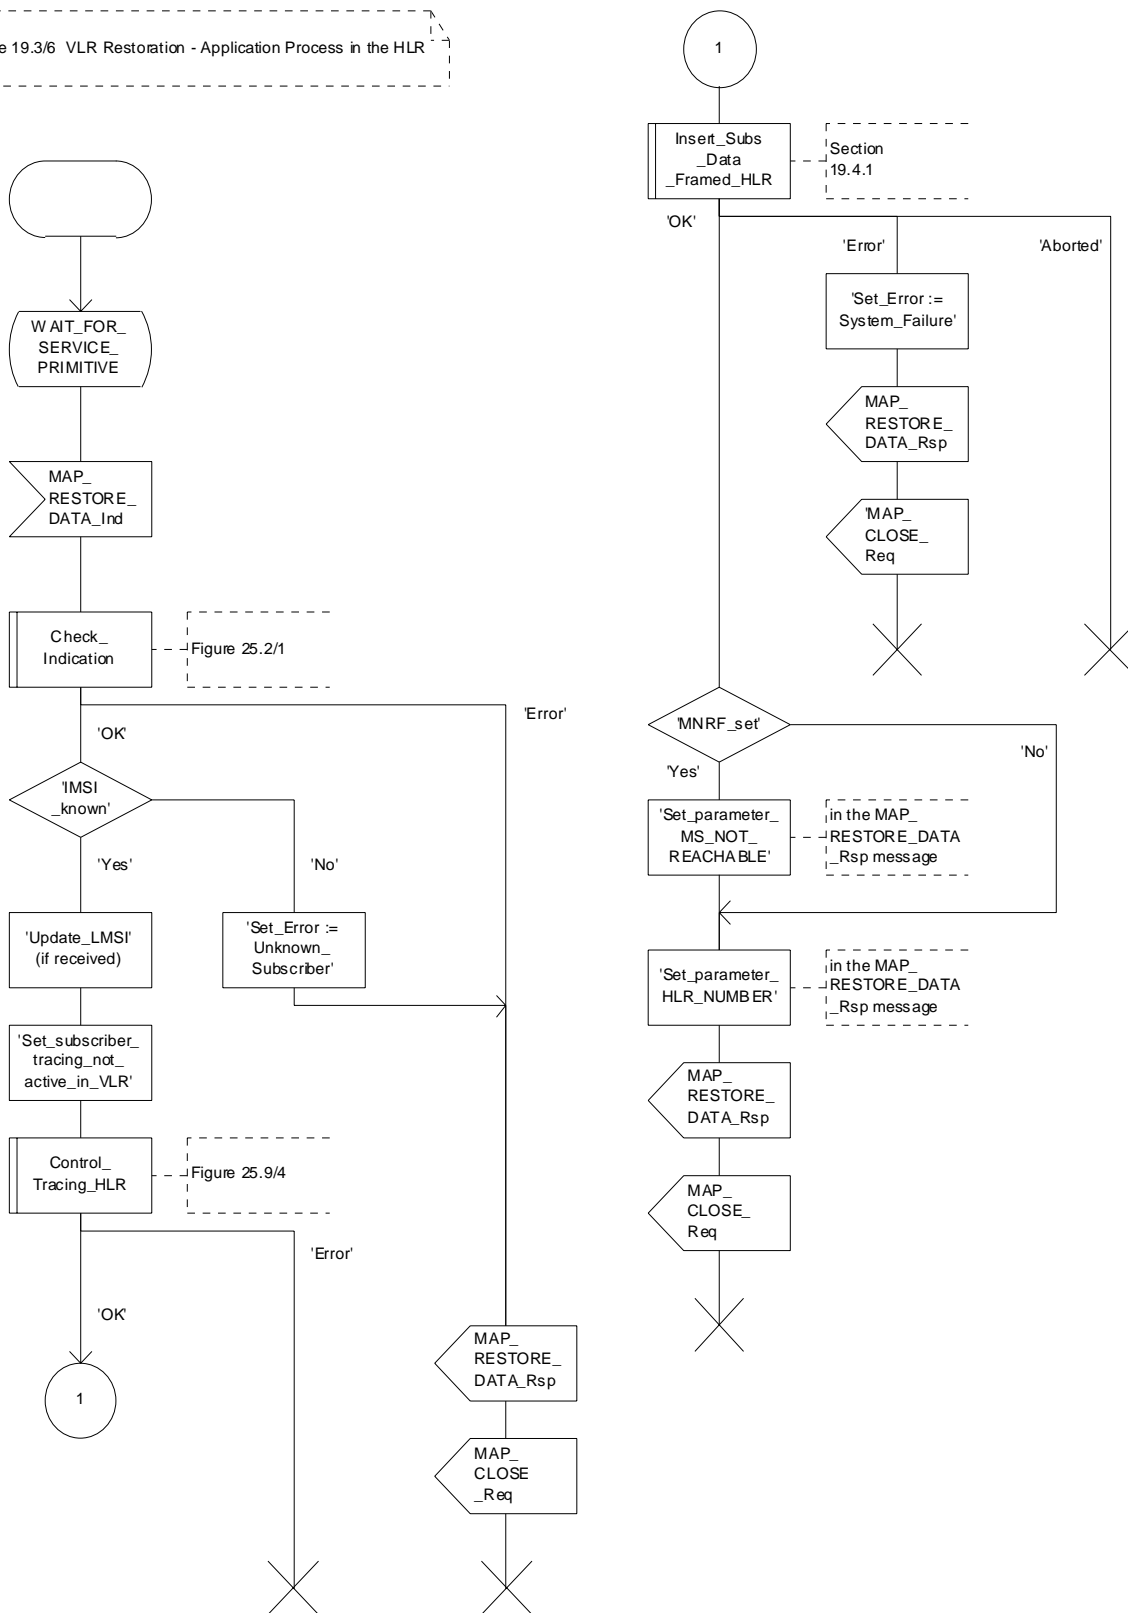 e 19.3/6 VLR Restoration - Application Process in the HLR
WAIT_FOR_
SERVICE_
PRIMITIVE
MAP_
RESTORE_
DATA_Ind
Check_
Indication
Figure 25.2/1
'Error'
'OK'
'IMSI
_known'
'Yes'
'No'
'Update_LMSI'
(if received)
'Set_Error :=
Unknown_
Subscriber'
'Set_subscriber_
tracing_not_
active_in_VLR'
Control_
Tracing_HLR
Figure 25.9/4
'Error'
'OK'
1
MAP_
RESTORE_
DATA_Rsp
MAP_
CLOSE
_Req
1
Insert_Subs
_Data
_Framed_HLR
Section
19.4.1
'OK'
'Error'
'Aborted'
'Set_Error :=
System_Failure'
MAP_
RESTORE_
DATA_Rsp
'MAP_
CLOSE_
Req
'MNRF_set'
'No'
'Yes'
'Set_parameter_
MS_NOT_
REACHABLE'
in the MAP_
RESTORE_DATA
_Rsp message
'Set_parameter_
HLR_NUMBER'
in the MAP_
RESTORE_DATA
_Rsp message
MAP_
RESTORE_
DATA_Rsp
MAP_
CLOSE_
Req